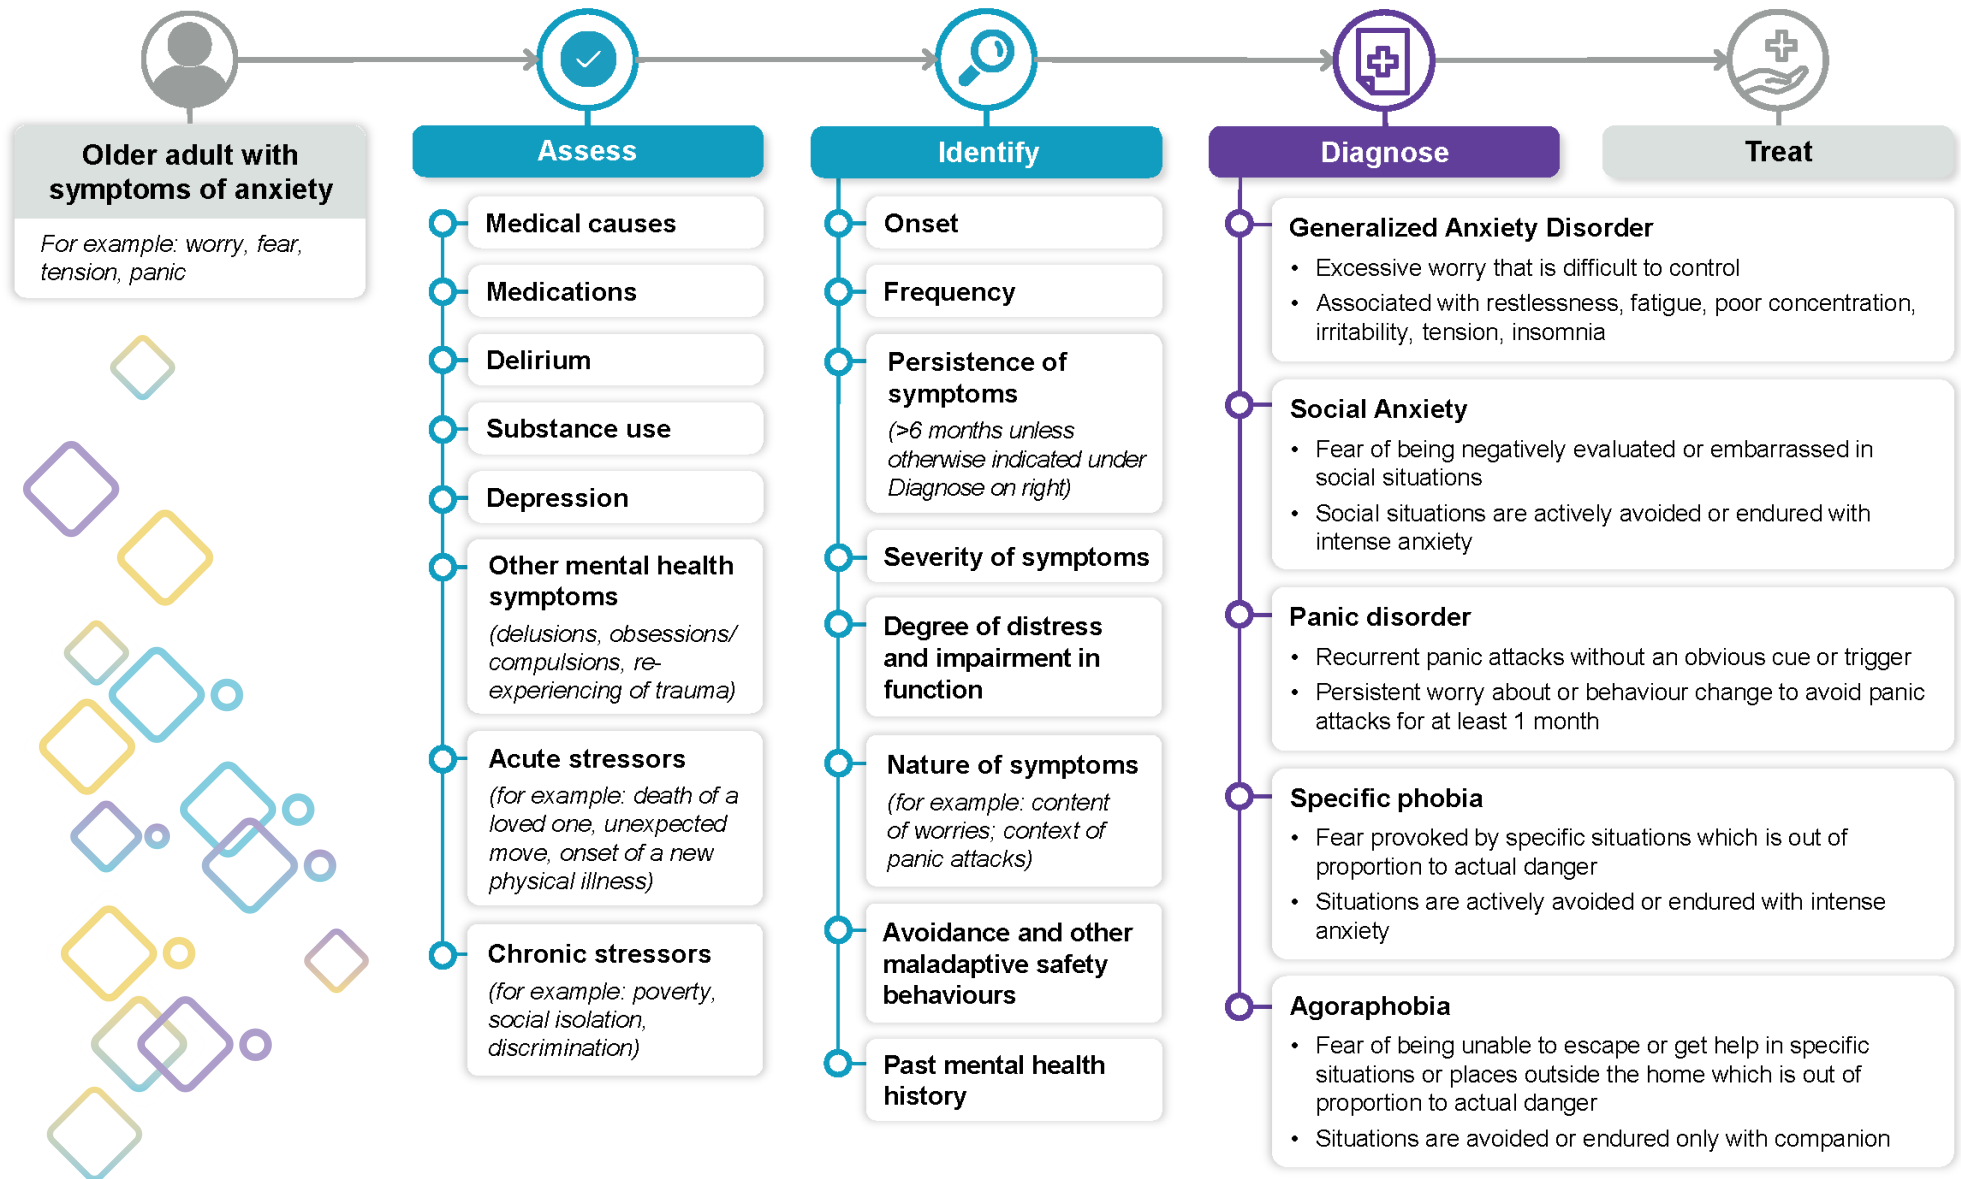 Older adult with
symptoms of anxiety
For example: worry, fear,
tension, panic
Assess
Medical causes
Medications
Delirium
Substance use
Depression
Other mental health
symptoms
(delusions, obsessions/
compulsions, re-
experiencing of trauma)
Acute stressors
(for example: death of a
loved one, unexpected
move, onset of a new
physical illness)
Chronic stressors
(for example: poverty,
social isolation,
discrimination)
Identify
Onset
Frequency
Persistence of
symptoms
(>6 months unless
otherwise indicated under
Diagnose on right)
Severity of symptoms
Degree of distress
and impairment in
function
Nature of symptoms
(for example: content
of worries; context of
panic attacks)
Avoidance and other
maladaptive safety
behaviours
Past mental health
history
Diagnose
Treat
Generalized Anxiety Disorder
• Excessive worry that is difficult to control
• Associated with restlessness, fatigue, poor concentration,
irritability, tension, insomnia
Social Anxiety
• Fear of being negatively evaluated or embarrassed in
social situations
• Social situations are actively avoided or endured with
intense anxiety
Panic disorder
• Recurrent panic attacks without an obvious cue or trigger
• Persistent worry about or behaviour change to avoid panic
attacks for at least 1 month
Specific phobia
• Fear provoked by specific situations which is out of
proportion to actual danger
• Situations are actively avoided or endured with intense
anxiety
Agoraphobia
• Fear of being unable to escape or get help in specific
situations or places outside the home which is out of
proportion to actual danger
• Situations are avoided or endured only with companion